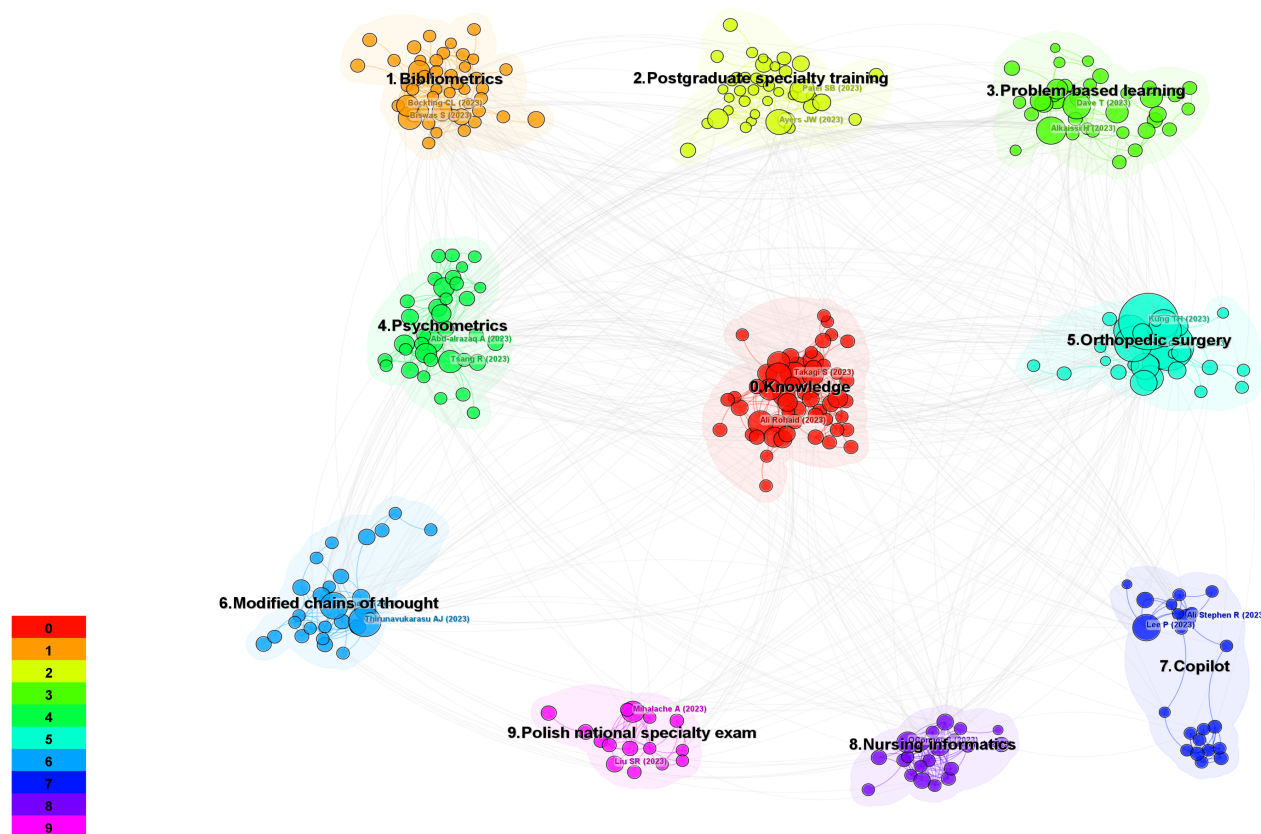 1.Bibliometrics
Bockting CL (2023)
Biswas S (2023)
2.Postgraduate specialty training
Patel SB (2023)
Ayers JW (2023)
3.Problem-based learning
Dave T (2023)
Alkaissi H (2023)
4.Psychometrics
Abd-alrazaq A (2023)
Tsang R (2023)
0.Knowledge
Takagi S (2023)
Ali Rohaid (2023)
5.Orthopedic surgery
Kung TH (2023)
6.Modified chains of thought
Thirunavukarasu AJ (2023)
7.Copilot
Ali Stephen R (2023)
Lee P (2023)
8.Nursing informatics
(2023)
9.Polish national specialty exam
Mihalache A (2023)
Liu SR (2023)
0
1
2
3
4
5
6
7
8
9